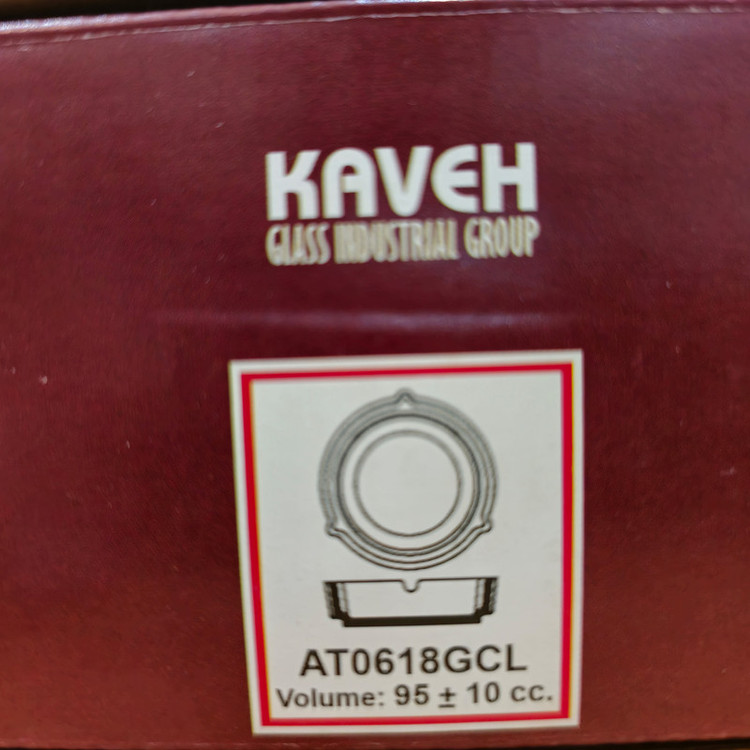 KAVEH
GLASS INDUSTRIAL GROUP
AT0618GCL
Volume: 95 ± 10 cc.